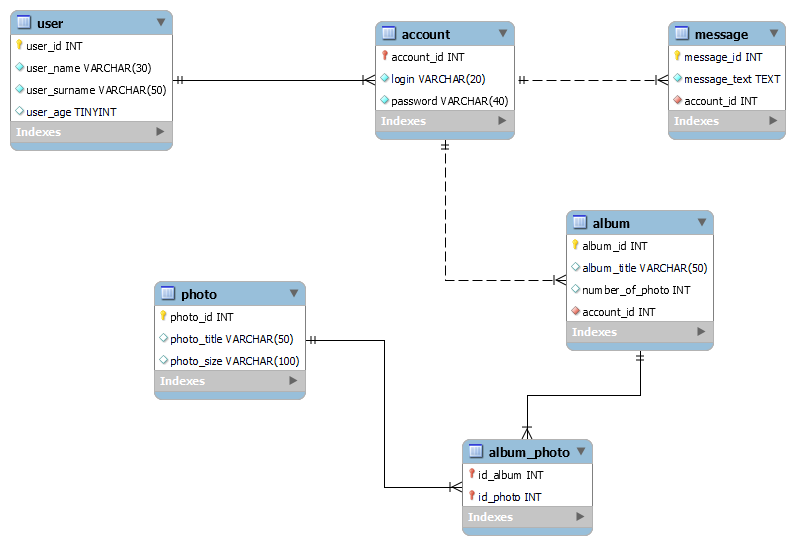 user
user_id INT
user_name VARCHAR(30)
user_surname VARCHAR(50)
user_age TINYINT
Indexes
account
account_id INT
login VARCHAR(20)
password VARCHAR(40)
Indexes
message
message_id INT
message_text TEXT
account_id INT
Indexes
album
album_id INT
album_title VARCHAR(50)
number_of_photo INT
account_id INT
Indexes
photo
photo_id INT
photo_title VARCHAR(50)
photo_size VARCHAR(100)
Indexes
album_photo
id_album INT
id_photo INT
Indexes